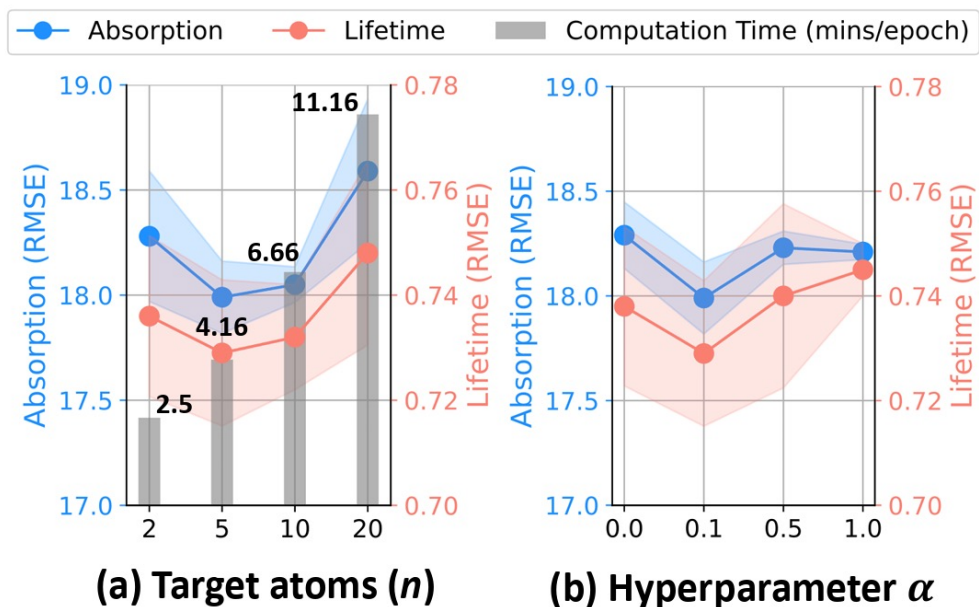 Absorption Lifetime Computation Time (mins/epoch)
19.0 0.78 19.0 0.78
11.16
18.5 0.76 18.5 0.76
6.66
18.0 0.74 18.0 0.74
4.16
17.5 0.72 17.5 0.72
2.5
17.0 0.70 17.0 0.70
Absorption (RMSE) Lifetime (RMSE) Absorption (RMSE) Lifetime (RMSE)
2 5 10 20 0.0 0.1 0.5 1.0
(a) Target atoms (n) (b) Hyperparameter α